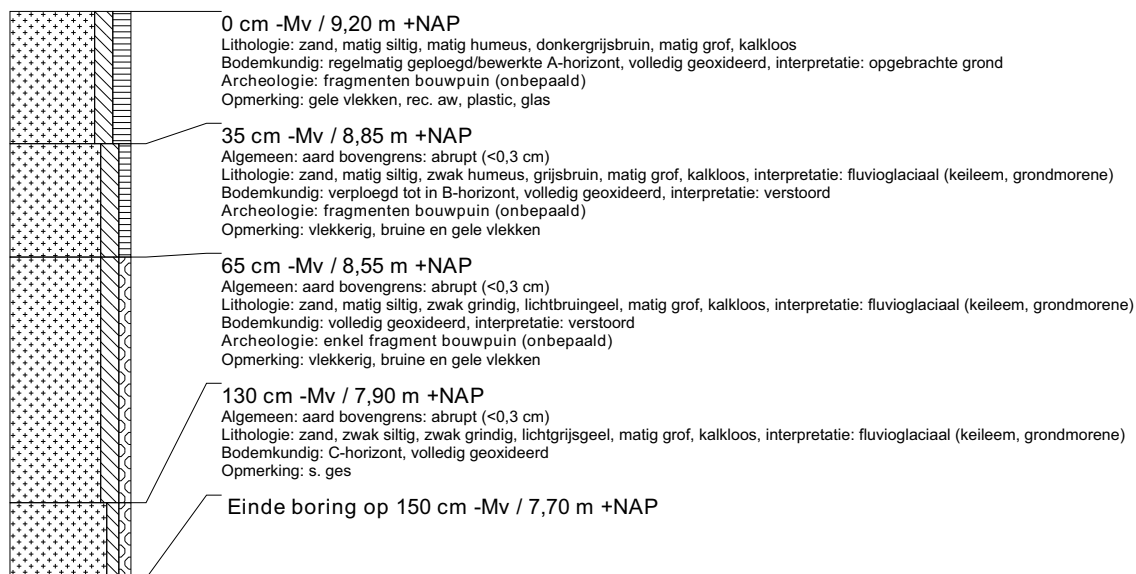 0 cm -Mv / 9,20 m +NAP
Lithologie: zand, matig siltig, matig humeus, donkergrijsbruin, matig grof, kalkloos
Bodemkundig: regelmatig geploegd/bewerkte A-horizont, volledig geoxideerd, interpretatie: opgebrachte grond
Archeologie: fragmenten bouwpuin (onbepaald)
Opmerking: gele vlekken, rec. aw, plastic, glas
35 cm -Mv / 8,85 m +NAP
Algemeen: aard bovengrens: abrupt (<0,3 cm)
Lithologie: zand, matig siltig, zwak humeus, grijsbruin, matig grof, kalkloos, interpretatie: fluvioglaciaal (keileem, grondmorene)
Bodemkundig: verploegd tot in B-horizont, volledig geoxideerd, interpretatie: verstoord
Archeologie: fragmenten bouwpuin (onbepaald)
Opmerking: vlekkerig, bruine en gele vlekken
65 cm -Mv / 8,55 m +NAP
Algemeen: aard bovengrens: abrupt (<0,3 cm)
Lithologie: zand, matig siltig, zwak grindig, lichtbruingeel, matig grof, kalkloos, interpretatie: fluvioglaciaal (keileem, grondmorene)
Bodemkundig: volledig geoxideerd, interpretatie: verstoord
Archeologie: enkel fragment bouwpuin (onbepaald)
Opmerking: vlekkerig, bruine en gele vlekken
130 cm -Mv / 7,90 m +NAP
Algemeen: aard bovengrens: abrupt (<0,3 cm)
Lithologie: zand, zwak siltig, zwak grindig, lichtgrijsgeel, matig grof, kalkloos, interpretatie: fluvioglaciaal (keileem, grondmorene)
Bodemkundig: C-horizont, volledig geoxideerd
Opmerking: s. ges
Einde boring op 150 cm -Mv / 7,70 m +NAP